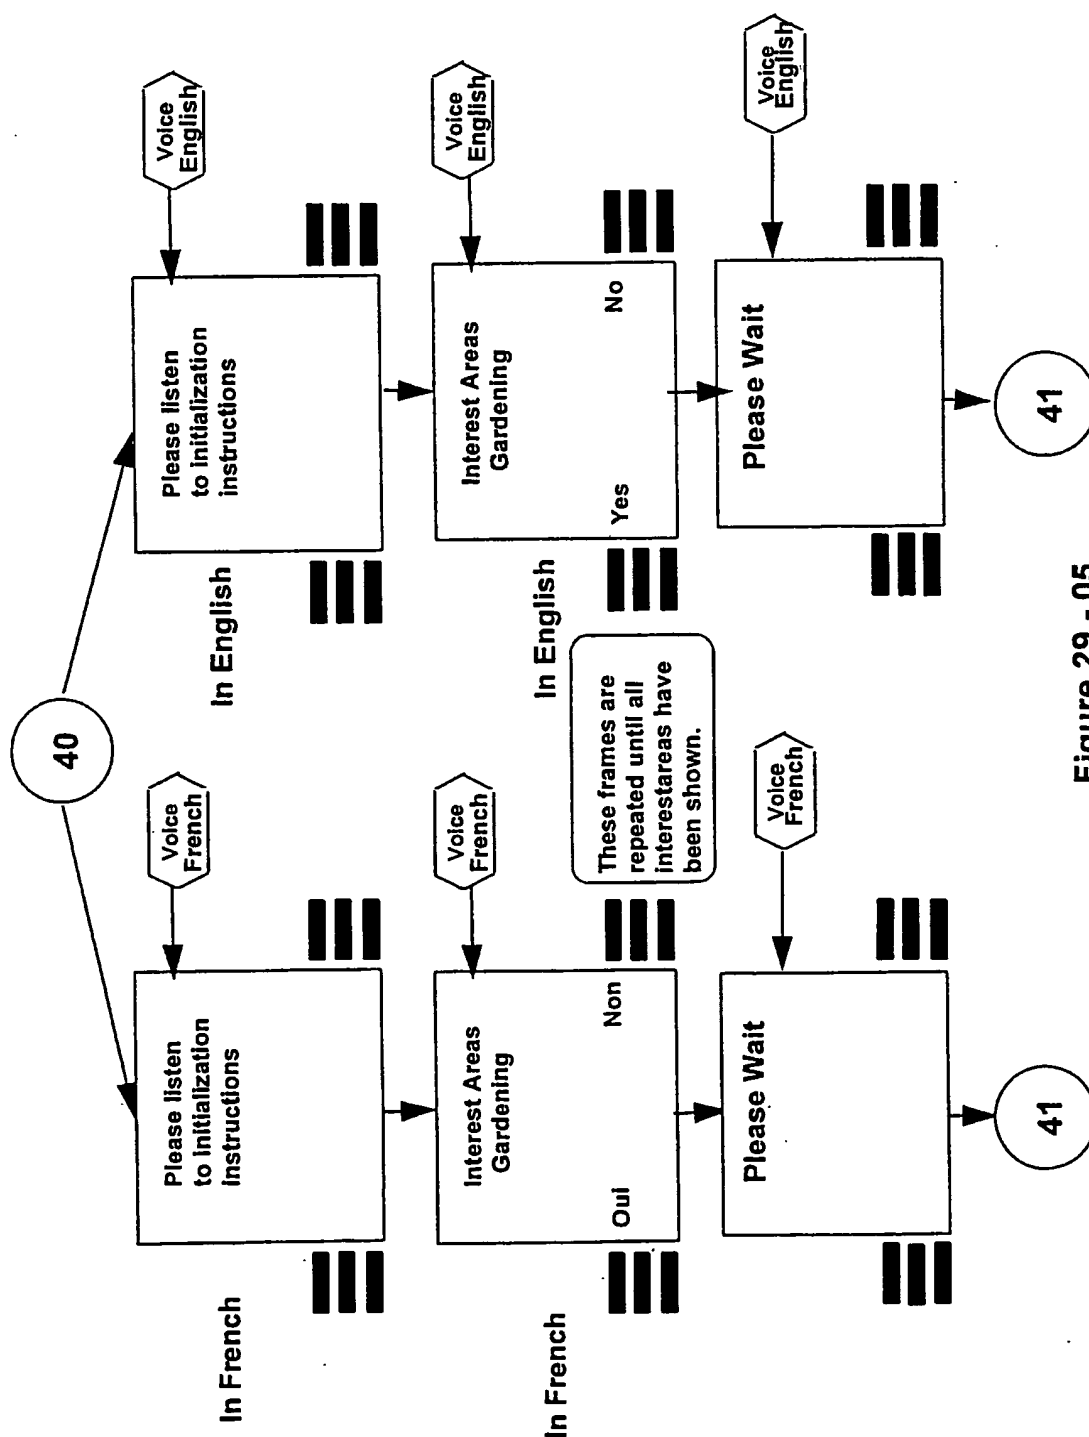 40
In French
Please listen
to initialization
instructions
Voice
French
In English
Please listen
to initialization
instructions
Voice
English
In French
Interest Areas
Gardening
Oui
Non
Voice
French
These frames are
repeated until all
interestareas have
been shown.
In English
Interest Areas
Gardening
Yes
No
Voice
English
Please Wait
Voice
French
Please Wait
Voice
English
41
41
Figure 29 - 05